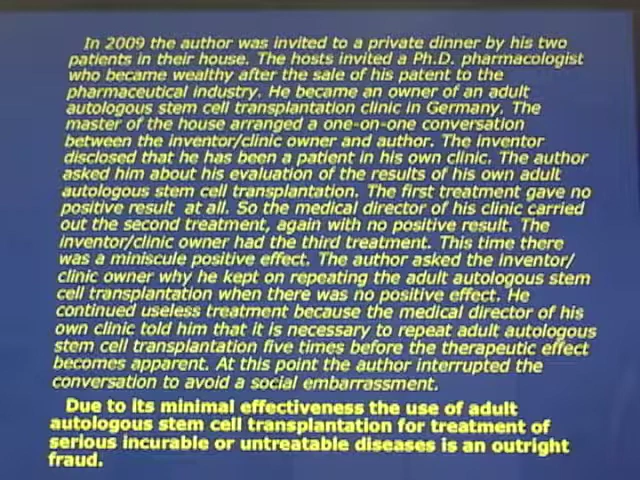 In 2009 the author was invited to a private dinner by his two
patients in their house. The hosts invited a Ph.D. pharmacologist
who became wealthy after the sale of his patent to the
pharmaceutical industry. He became an owner of an adult
autologous stem cell transplantation clinic in Germany. The
master of the house arranged a one-on-one conversation
between the inventor/clinic owner and author. The inventor
disclosed that he has been a patient in his own clinic. The author
asked him about his evaluation of the results of his own adult
autologous stem cell transplantation. The first treatment gave no
positive result at all. So the medical director of his clinic carried
out the second treatment, again with no positive result. The
inventor/clinic owner had the third treatment. This time there
was a miniscule positive effect. The author asked the inventor/
clinic owner why he kept on repeating the adult autologous stem
cell transplantation when there was no positive effect. He
continued useless treatment because the medical director of his
own clinic told him that it is necessary to repeat adult autologous
stem cell transplantation five times before the therapeutic effect
becomes apparent. At this point the author interrupted the
conversation to avoid a social embarrassment.
Due to its minimal effectiveness the use of adult
autologous stem cell transplantation for treatment of
serious incurable or untreatable diseases is an outright
fraud.